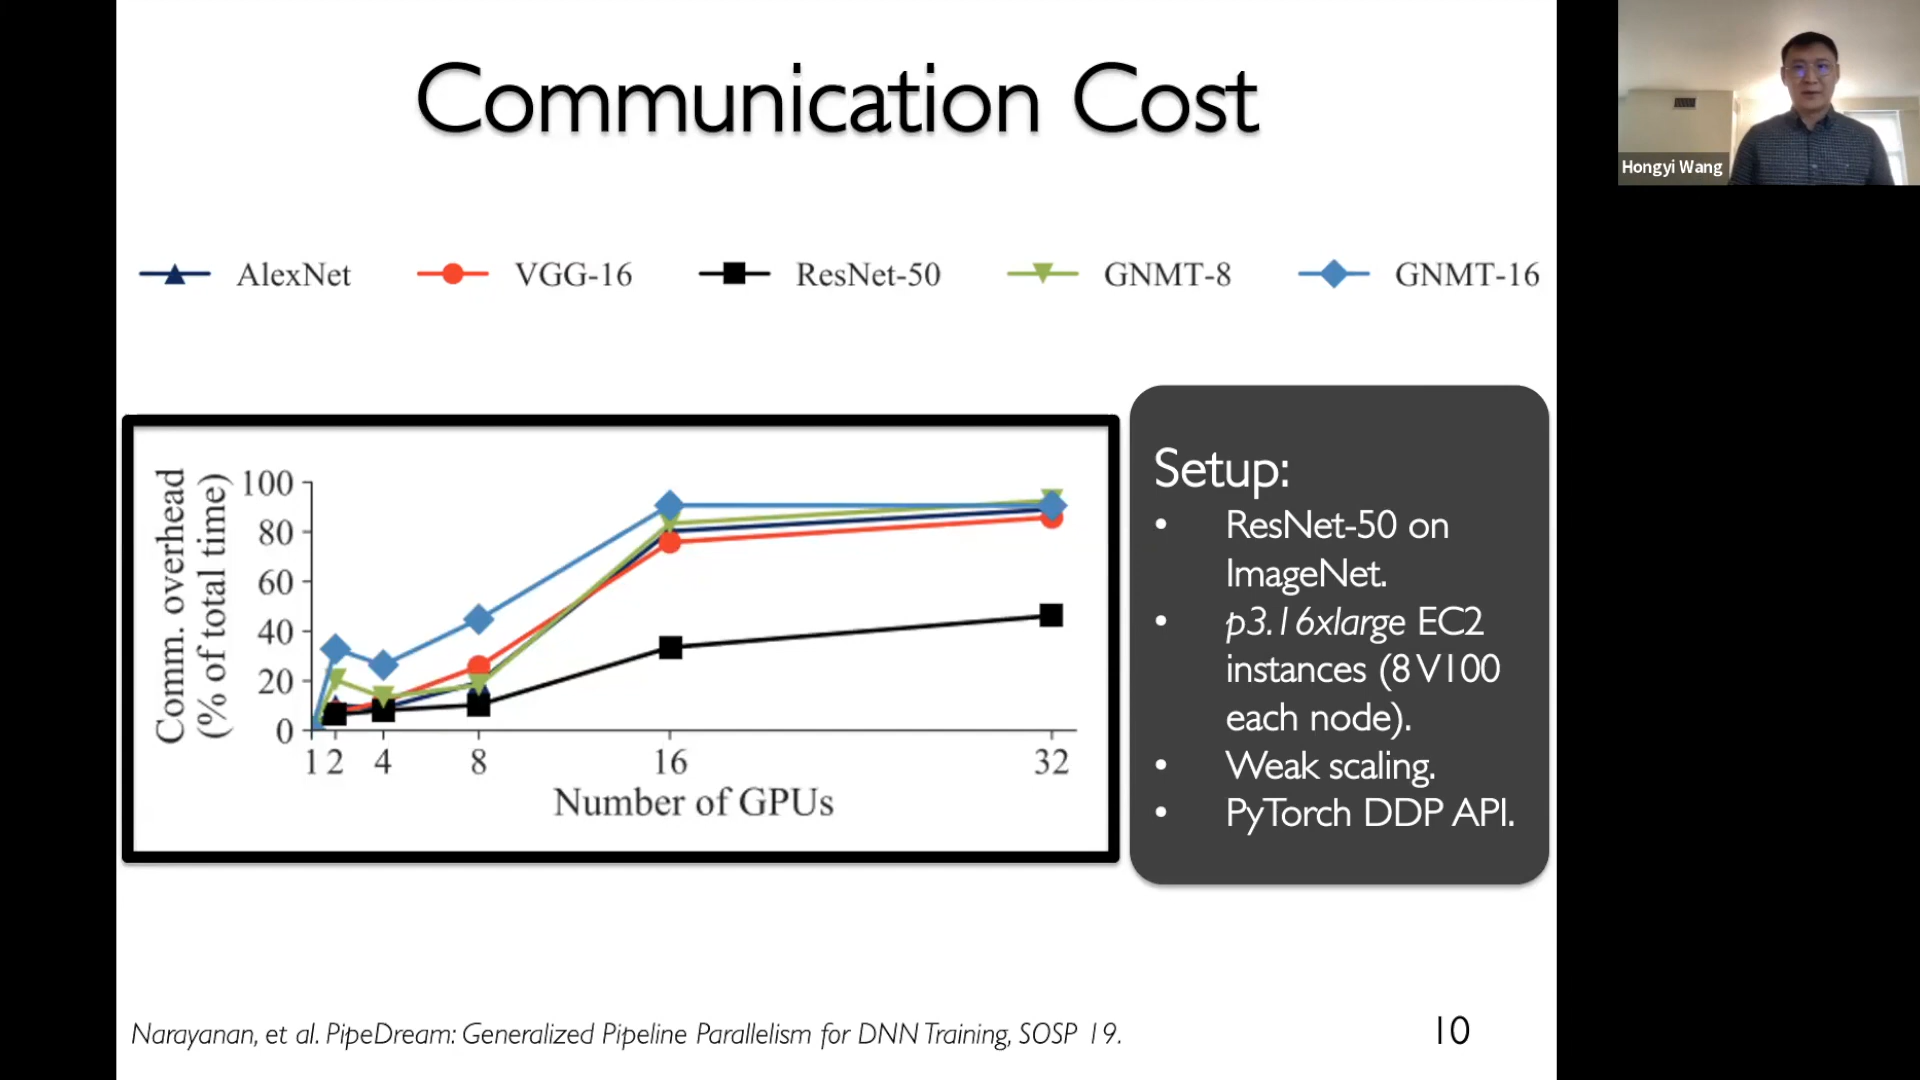 Communication Cost
Hongyi Wang
AlexNet VGG-16 ResNet-50 GNMT-8 GNMT-16
Comm. overhead
(% of total time)
100
80
60
40
20
0
1 2 4 8 16 32
Number of GPUs
Setup:
• ResNet-50 on
ImageNet.
• p3.16xlarge EC2
instances (8 V100
each node).
• Weak scaling.
• PyTorch DDP API.
Narayanan, et al. PipeDream: Generalized Pipeline Parallelism for DNN Training, SOSP 19.
10